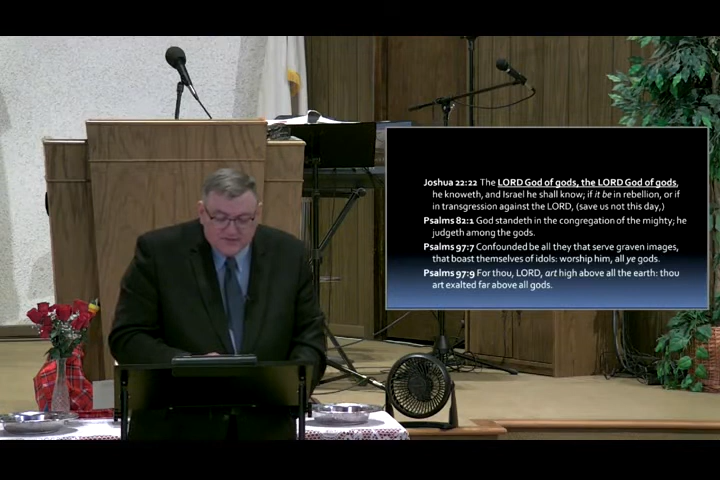 Joshua 22:22 The LORD God of gods, the LORD God of gods,
he knoweth, and Israel he shall know; if it be in rebellion, or if
in transgression against the LORD, (save us not this day,)
Psalms 82:1 God standeth in the congregation of the mighty; he
judgeth among the gods.
Psalms 97:7 Confounded be all they that serve graven images,
that boast themselves of idols: worship him, all ye gods.
Psalms 97:9 For thou, LORD, art high above all the earth: thou
art exalted far above all gods.